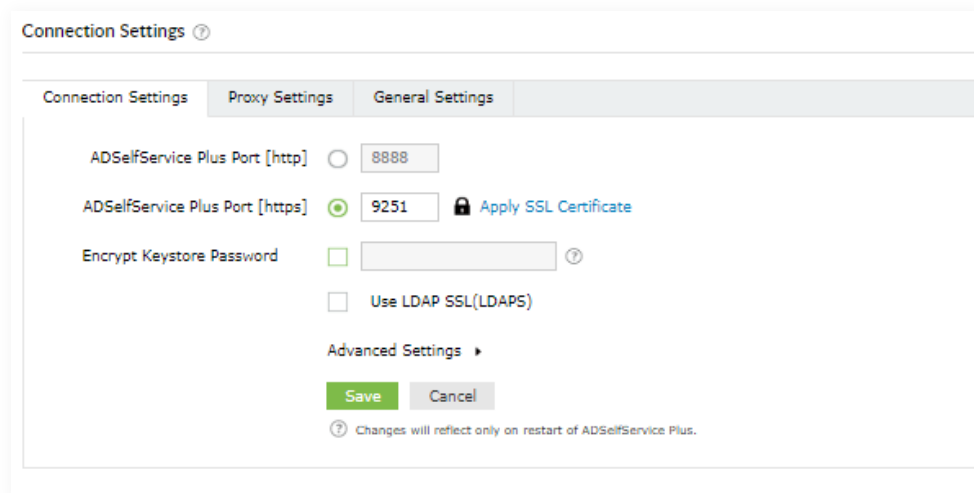 Connection Settings ?
Connection Settings Proxy Settings General Settings
ADSelfService Plus Port [http] 8888
ADSelfService Plus Port [https] 9251 Apply SSL Certificate
Encrypt Keystore Password ?
Use LDAP SSL(LDAPS)
Advanced Settings
Save Cancel
? Changes will reflect only on restart of ADSelfService Plus.